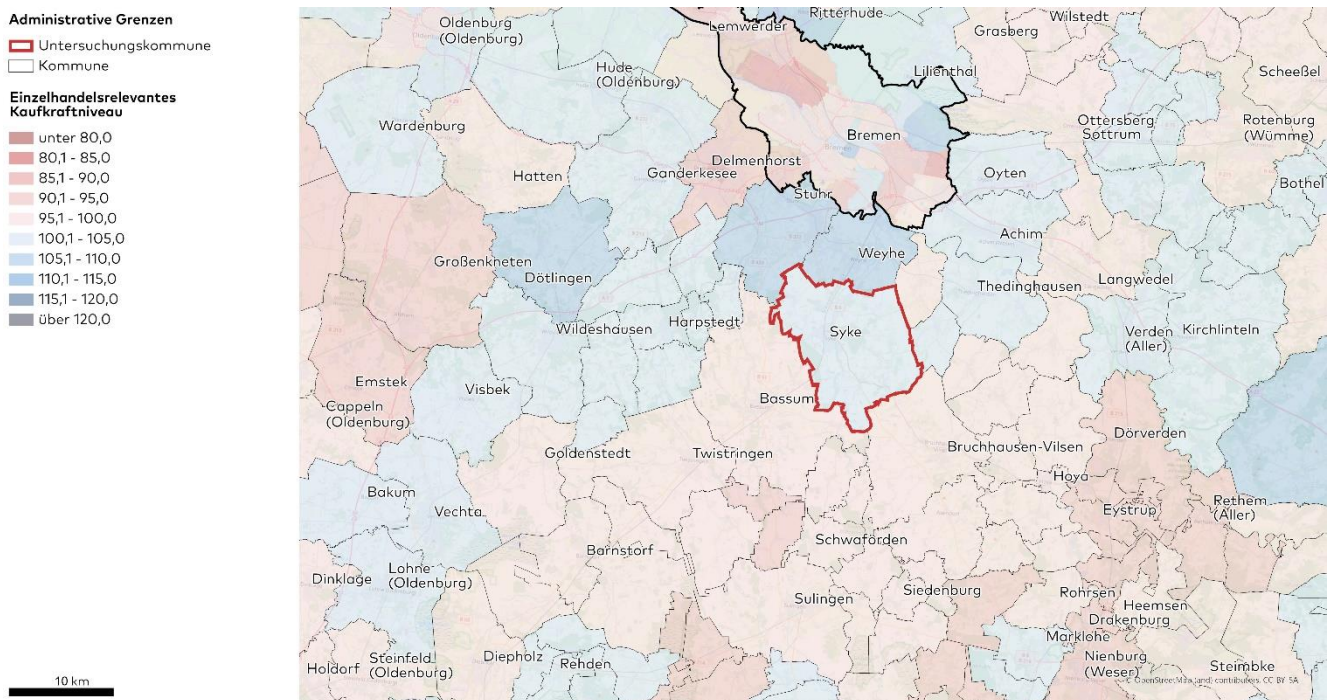 Administrative Grenzen
Untersuchungskommune
Kommune
Einzelhandelsrelevantes
Kaufkraftniveau
unter 80,0
80,1 - 85,0
85,1 - 90,0
90,1 - 95,0
95,1 - 100,0
100,1 - 105,0
105,1 - 110,0
110,1 - 115,0
115,1 - 120,0
über 120,0
10 km
Oldenburg
(Oldenburg)
Lemwerder
Ritterhude
Wilstedt
Grasberg
Hude
(Oldenburg)
Lilienthal
Scheeßel
Wardenburg
Bremen
Ottersberg
Sottrum
Rotenburg
(Wümme)
Hatten
Ganderkesee
Delmenhorst
Oyten
Bothel
Stuhr
Achim
Großenkneten
Dötlingen
Weyhe
Langwedel
Thedinghausen
Wildeshausen
Harpstedt
Syke
Verden
(Aller)
Kirchlinteln
Emstek
Visbek
Bassum
Cappeln
(Oldenburg)
Dörverden
Goldenstedt
Twistringen
Bruchhausen-Vilsen
Hoya
Bakum
Vechta
Eystrup
Rethem
(Aller)
Schwaförden
Barnstorf
Lohne
(Oldenburg)
Dinklage
Sulingen
Siedenburg
Rohrsen
Heemsen
Drakenburg
Marklohe
Holdorf
Steinfeld
(Oldenburg)
Diepholz
Rehden
Nienburg
(Weser)
Steimbke